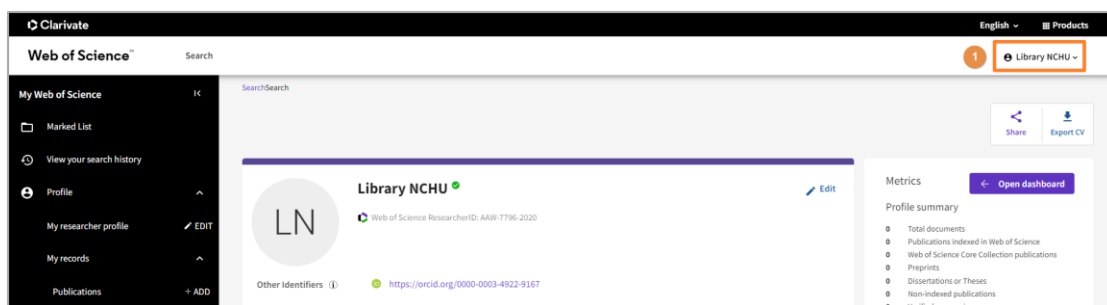 Clarivate
English
Products
Web of Science™
Search
1
Library NCHU
My Web of Science
SearchSearch
Marked List
Share
Export CV
View your search history
Profile
Library NCHU
Edit
Metrics
Open dashboard
LN
Web of Science ResearcherID: AAW-7796-2020
Profile summary
My researcher profile
EDIT
0 Total documents
0 Publications indexed in Web of Science
0 Web of Science Core Collection publications
My records
0 Preprints
0 Dissertations or Theses
Other Identifiers
https://orcid.org/0000-0003-4922-9167
Publications
+ ADD
0 Non-indexed publications